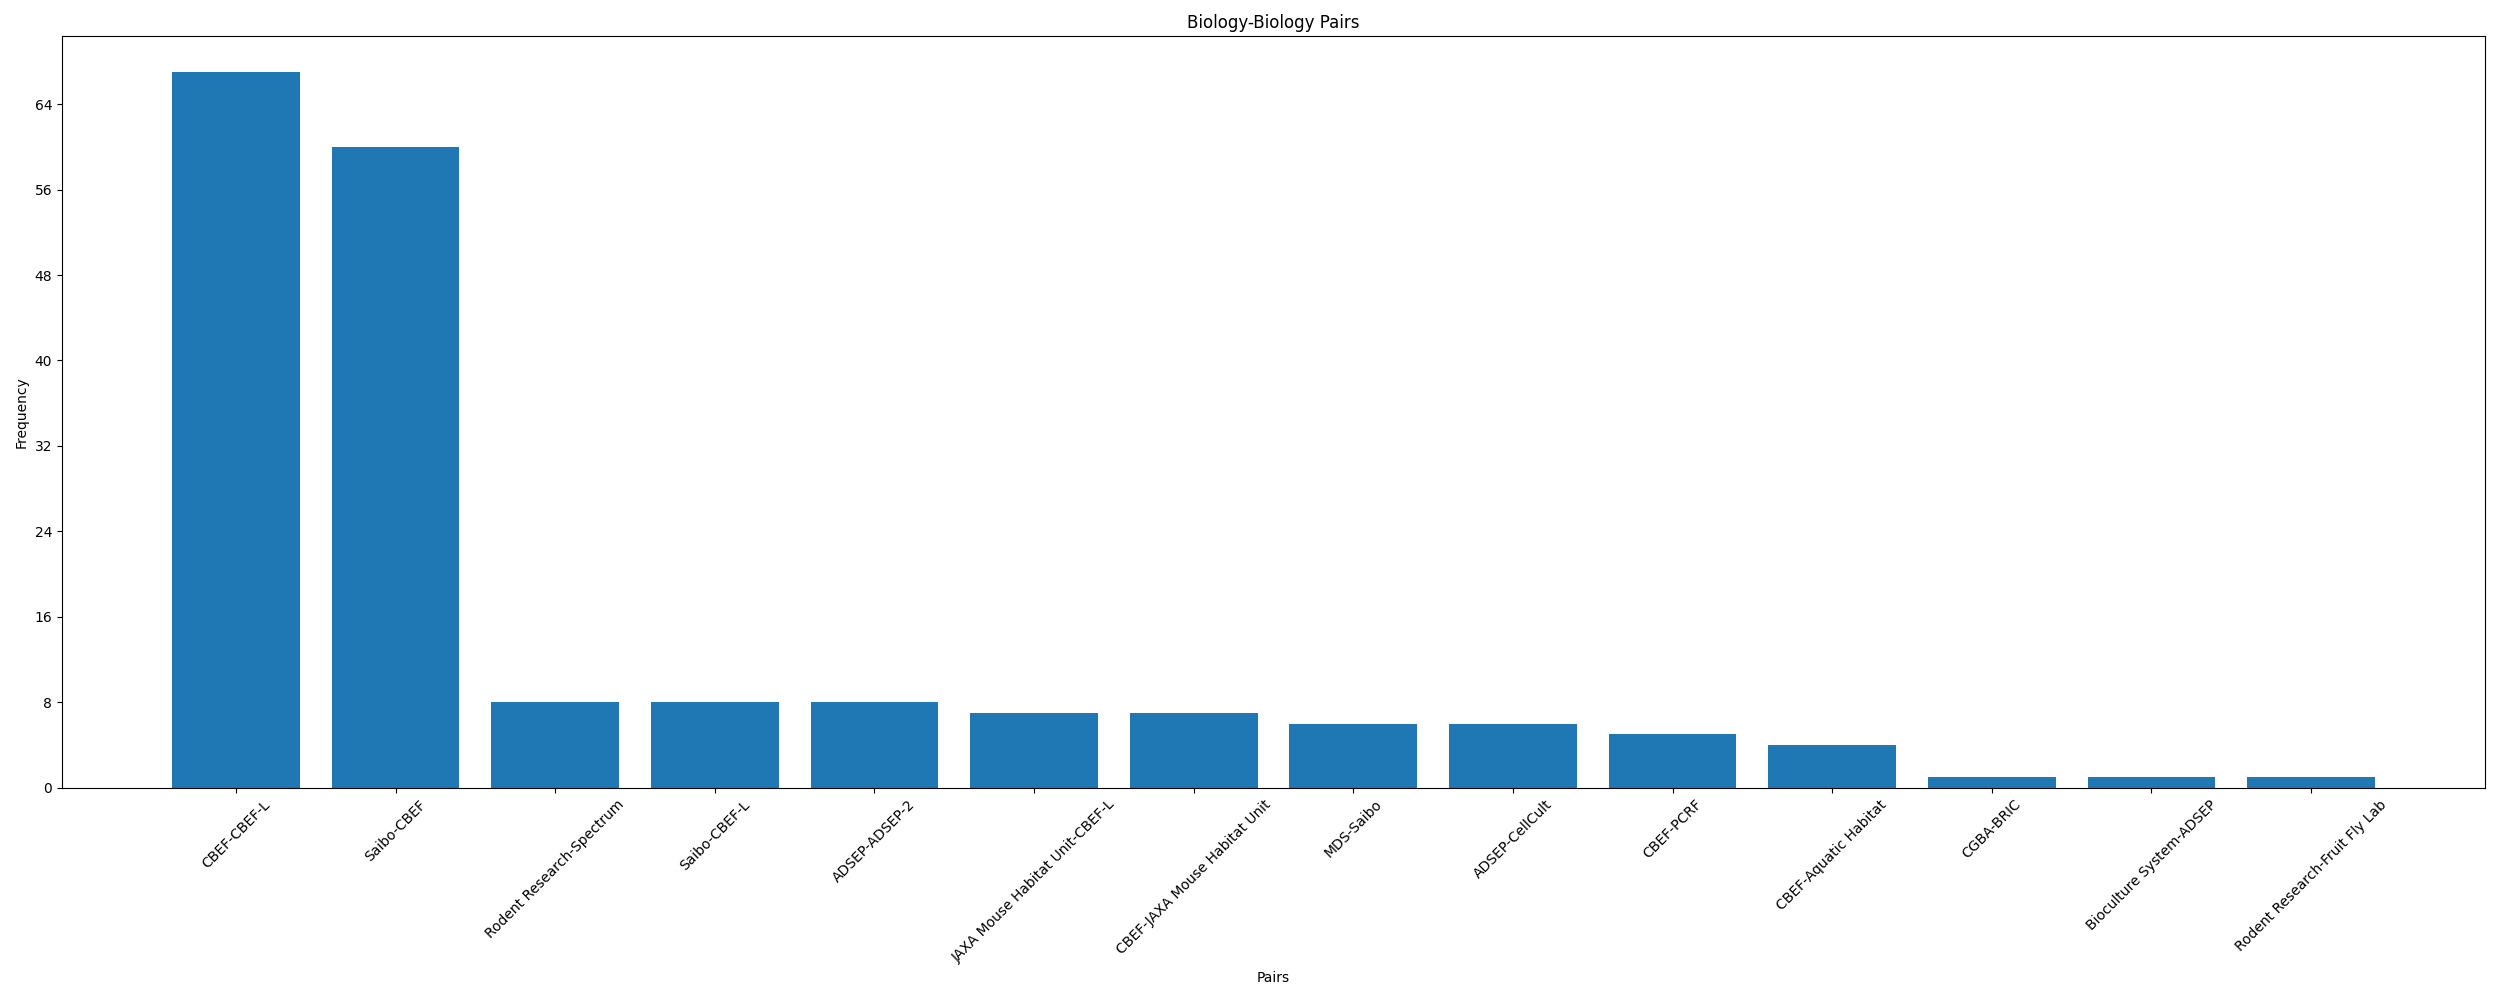 Biology-Biology Pairs
Frequency
64
56
48
40
32
24
16
8
0
CBEF-CBEF-L
Saibo-CBEF
Rodent Research-Spectrum
Saibo-CBEF-L
ADSEP-ADSEP-2
JAXA Mouse Habitat Unit-CBEF-L
CBEF-JAXA Mouse Habitat Unit
MDS-Saibo
ADSEP-CellCult
CBEF-PCRF
CBEF-Aquatic Habitat
CGBA-BRIC
Bioculture System-ADSEP
Rodent Research-Fruit Fly Lab
Pairs